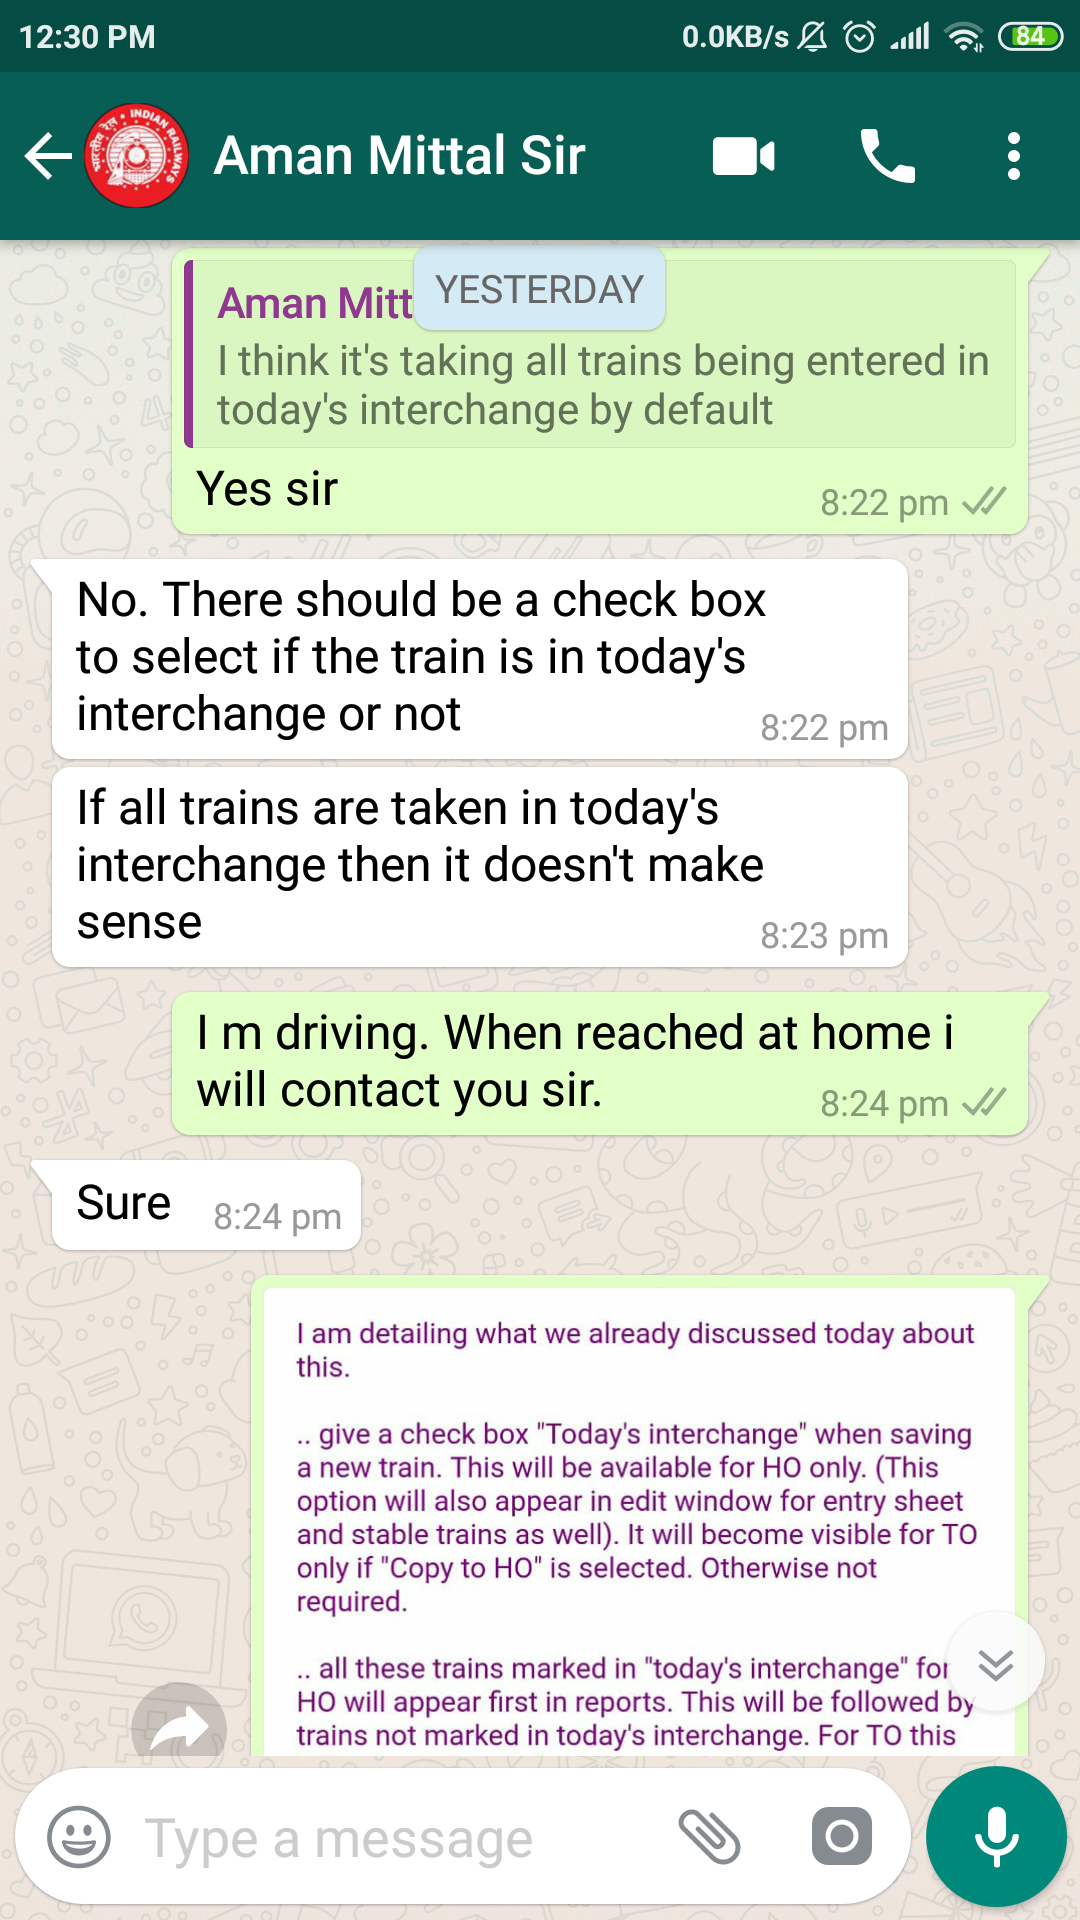 12:30 PM
0.0KB/s
84
INDIAN RAILWAYS
भारतीय रेल
Aman Mittal Sir
YESTERDAY
Aman Mitt
I think it's taking all trains being entered in
today's interchange by default
Yes sir
8:22 pm
No. There should be a check box
to select if the train is in today's
interchange or not
8:22 pm
If all trains are taken in today's
interchange then it doesn't make
sense
8:23 pm
I m driving. When reached at home i
will contact you sir.
8:24 pm
Sure
8:24 pm
I am detailing what we already discussed today about
this.
.. give a check box "Today's interchange" when saving
a new train. This will be available for HO only. (This
option will also appear in edit window for entry sheet
and stable trains as well). It will become visible for TO
only if "Copy to HO" is selected. Otherwise not
required.
.. all these trains marked in "today's interchange" for
HO will appear first in reports. This will be followed by
trains not marked in today's interchange. For TO this
Type a message